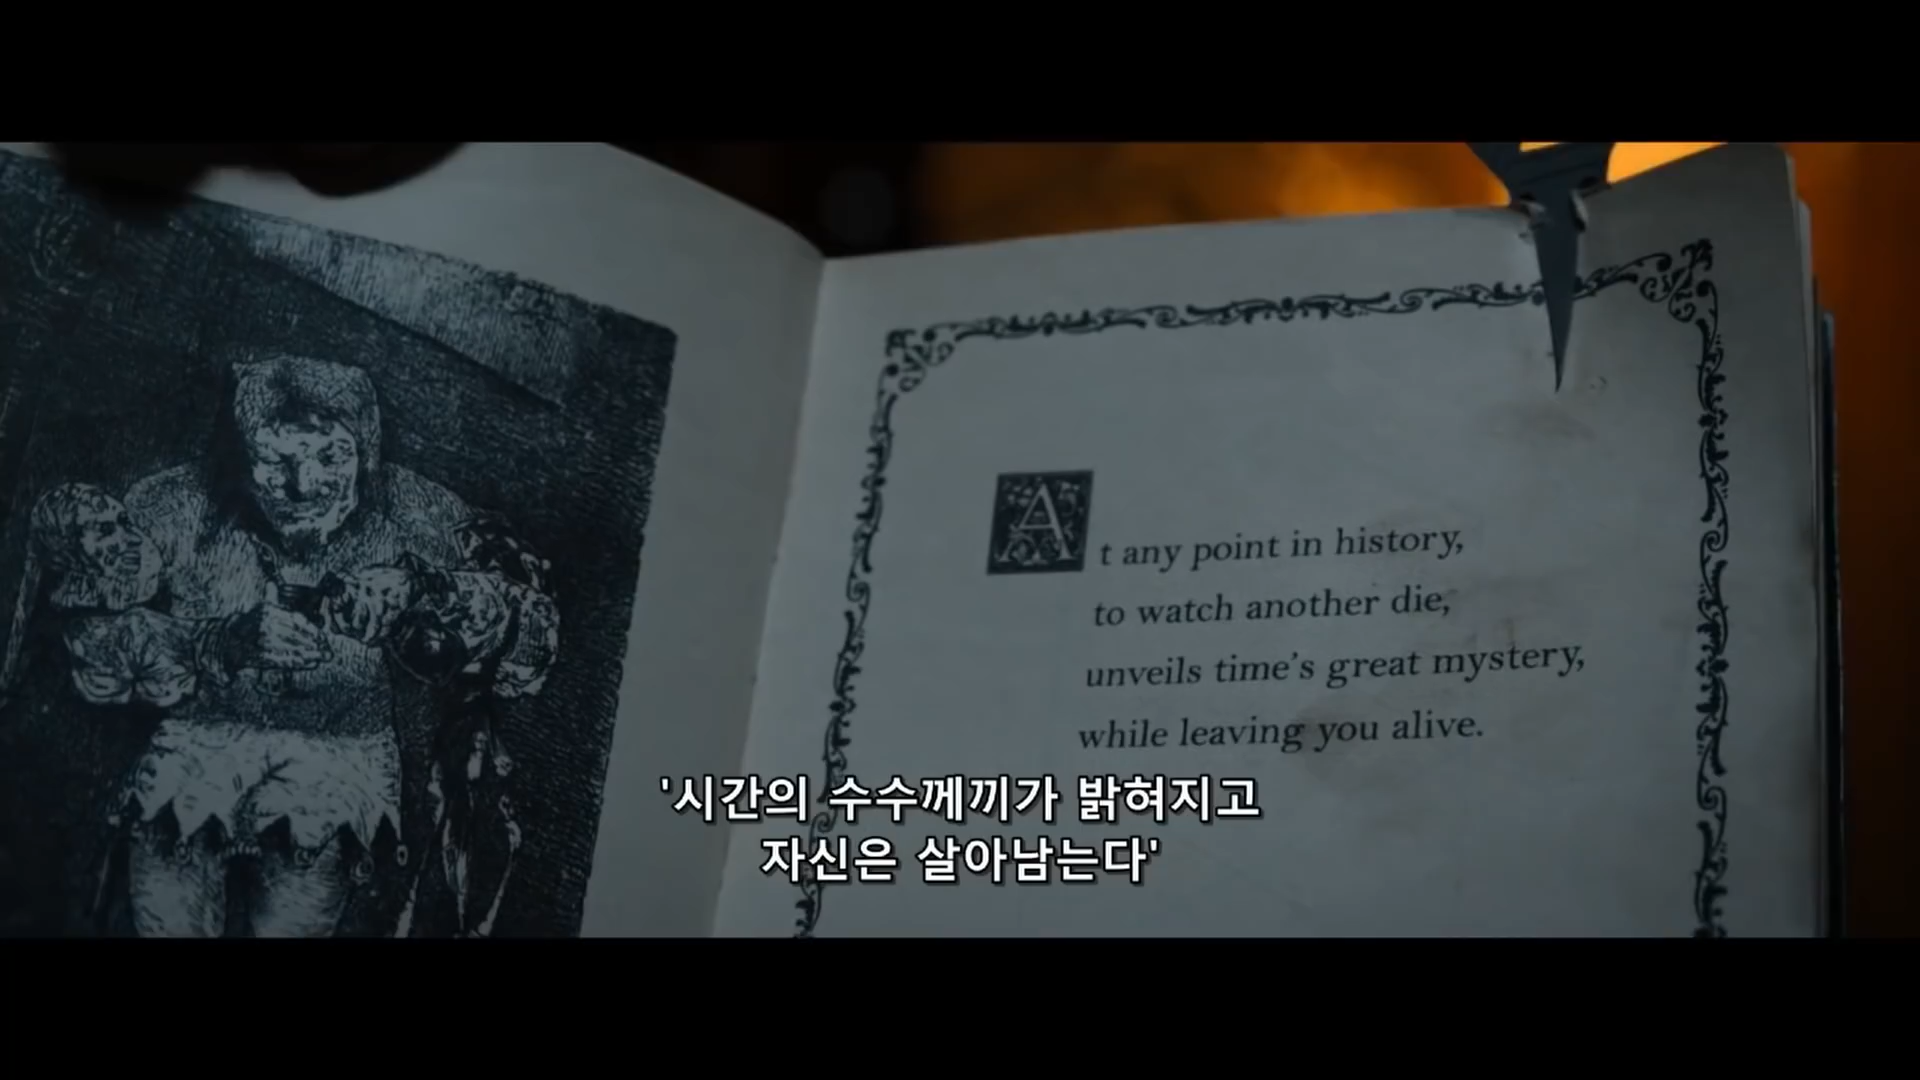 At any point in history,
to watch another die,
unveils time's great mystery,
while leaving you alive.
'시간의 수수께끼가 밝혀지고
자신은 살아남는다'